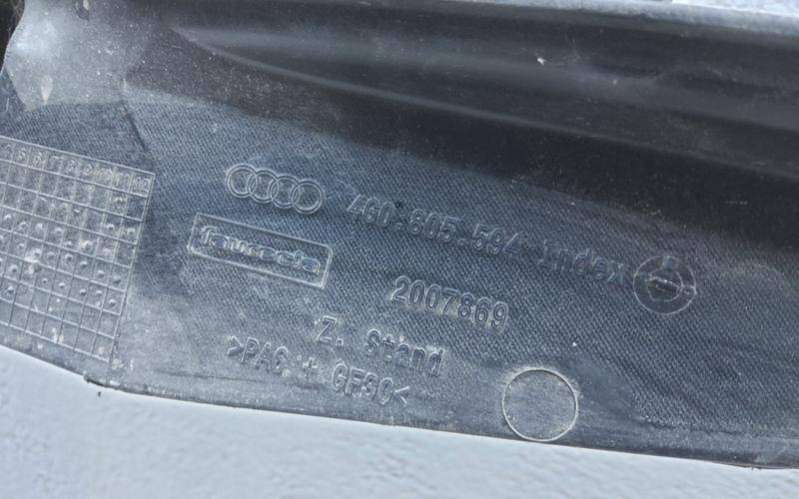 4G0.805.594 Index
faurecia
2007869
Z. Stand
>PA6 + GF30<